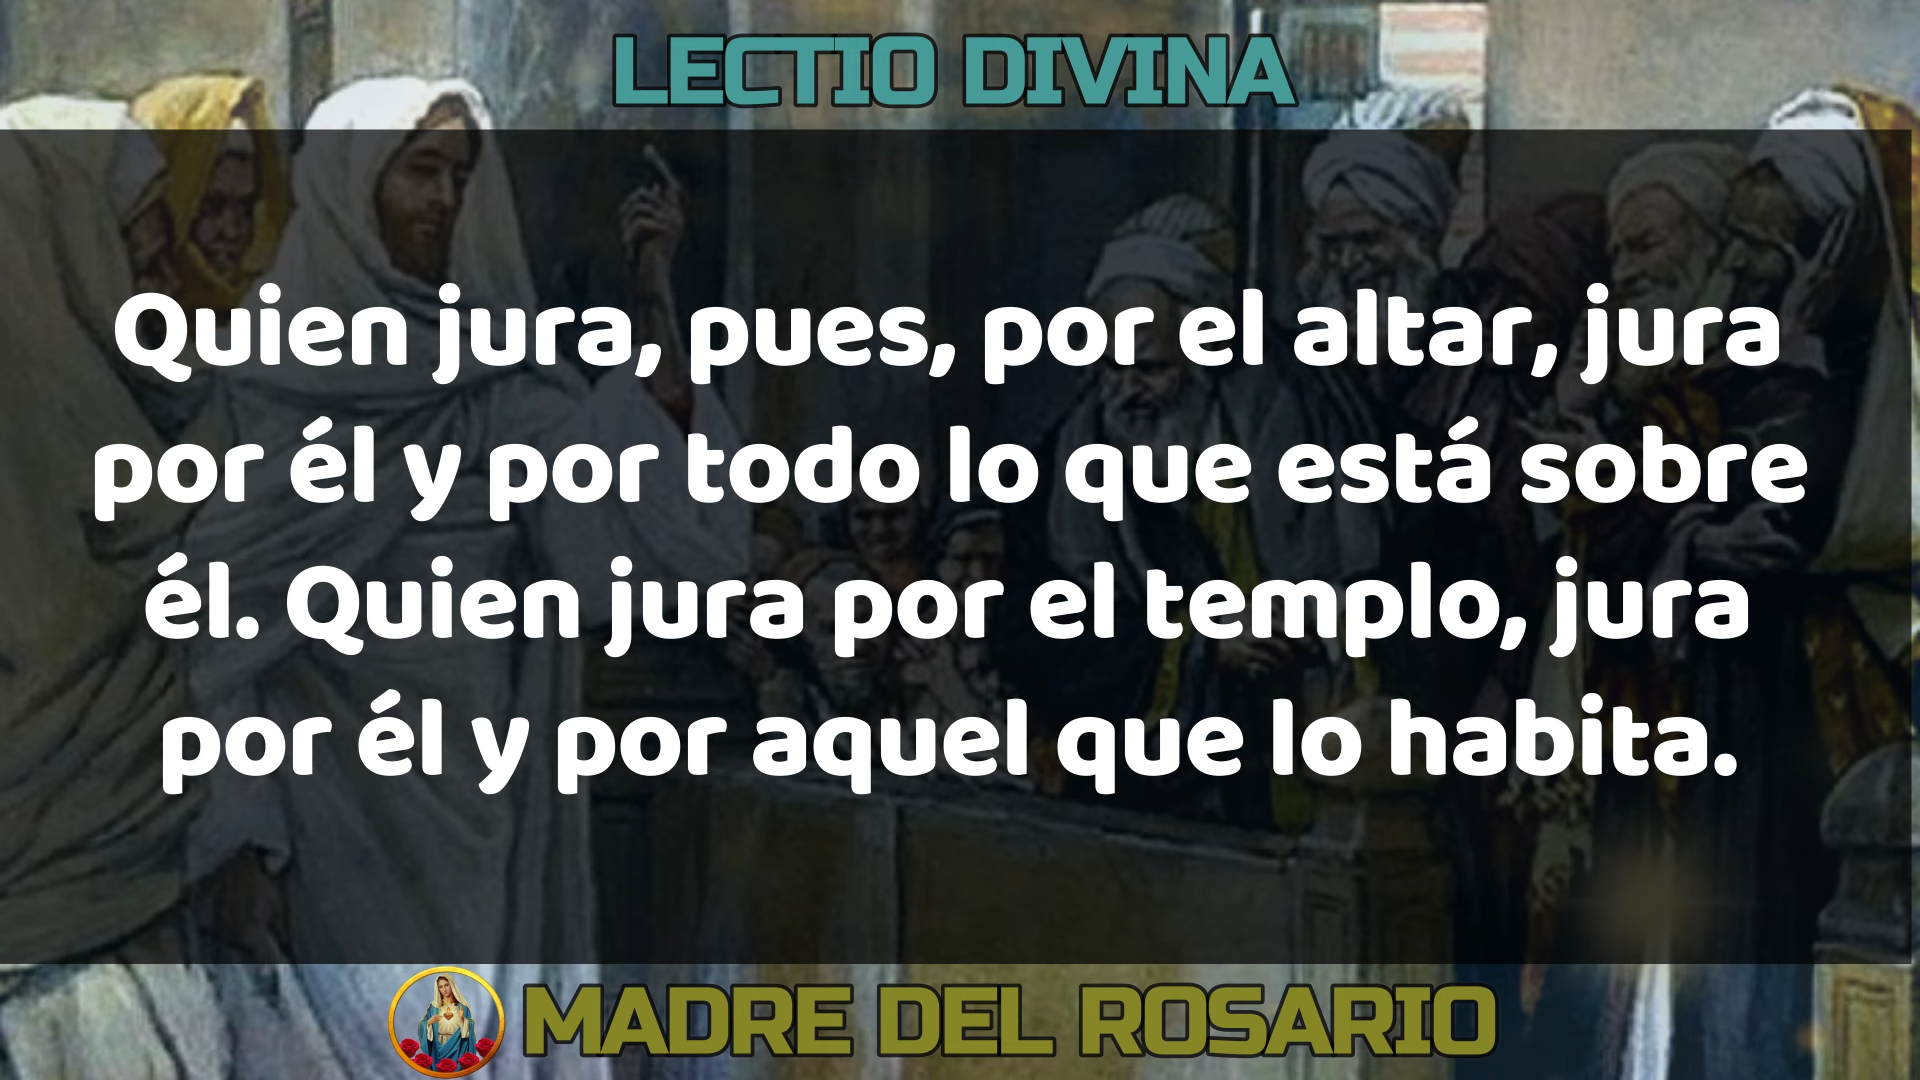 LECTIO DIVINA
Quien jura, pues, por el altar, jura
por él y por todo lo que está sobre
él. Quien jura por el templo, jura
por él y por aquel que lo habita.
MADRE DEL ROSARIO